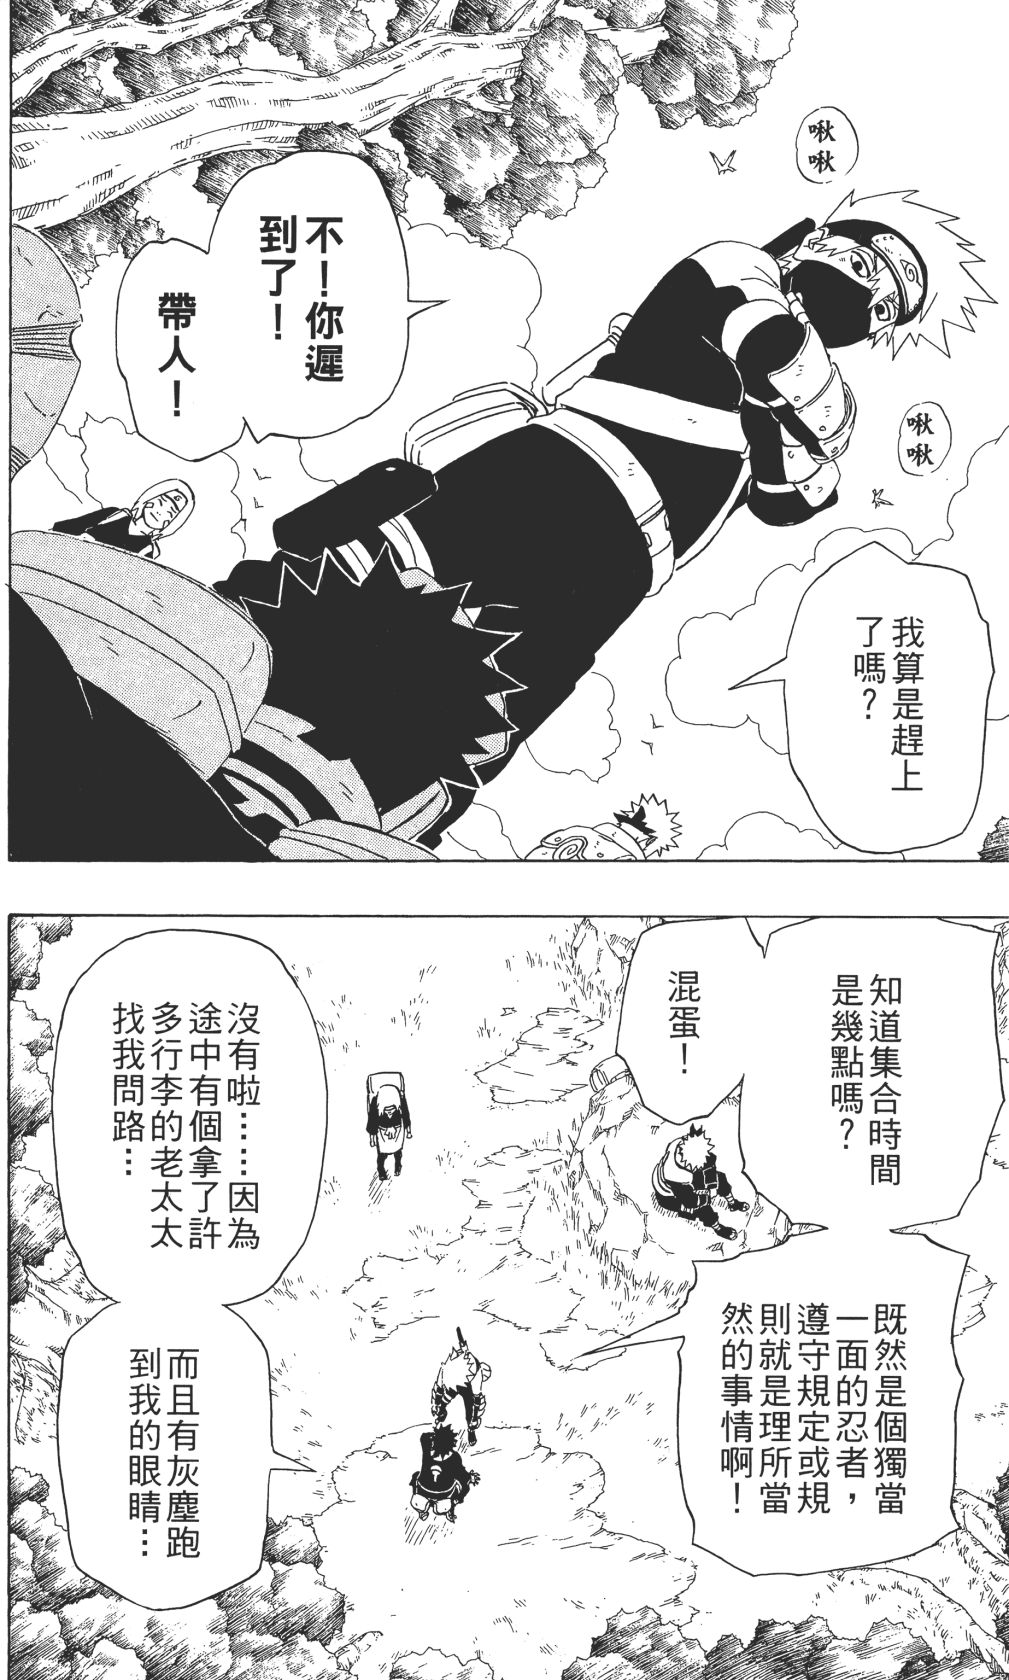 啾
啾
啾
啾
我算是趕上
了嗎？
不！你遲
到了！
帶人！
知道集合時間
是幾點嗎？
混蛋！
既然是個獨當
一面的忍者，
遵守規定或規
則就是理所當
然的事情啊！
沒有啦……因為
途中有個拿了許
多行李的老太太
找我問路…
而且有灰塵跑
到我的眼睛…